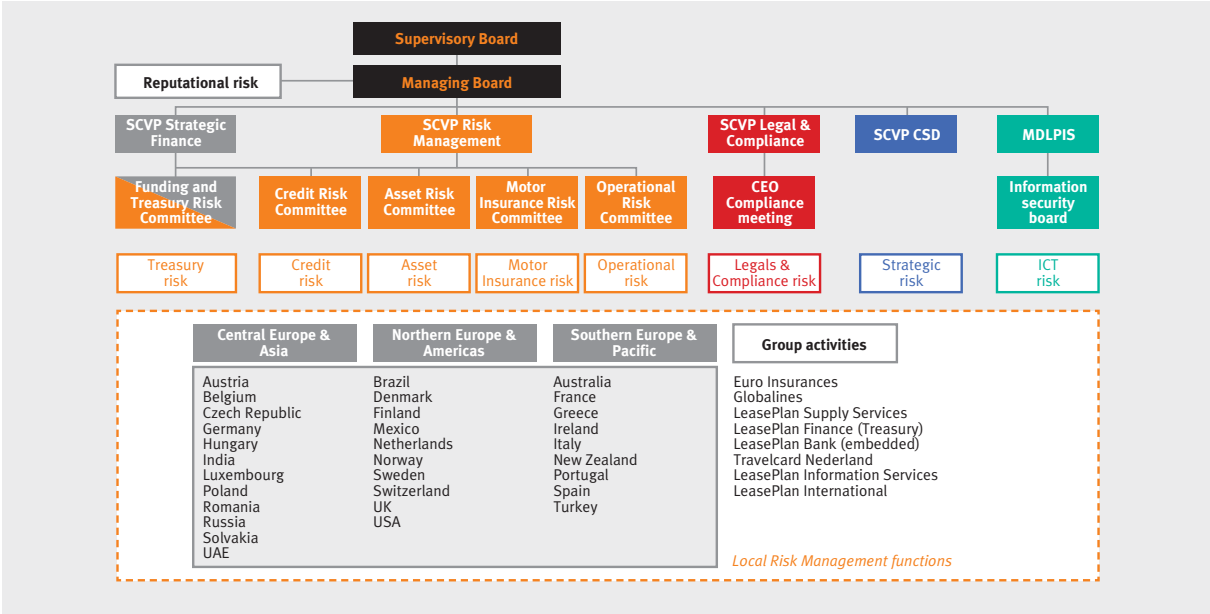 Supervisory Board
Reputational risk
Managing Board
SCVP Strategic
Finance
SCVP Risk
Management
SCVP Legal &
Compliance
SCVP CSD
MDLPIS
Funding and
Treasury Risk
Committee
Credit Risk
Committee
Asset Risk
Committee
Motor
Insurance Risk
Committee
Operational
Risk
Committee
CEO
Compliance
meeting
Information
security
board
Treasury
risk
Credit
risk
Asset
risk
Motor
Insurance risk
Operational
risk
Legals &
Compliance risk
Strategic
risk
ICT
risk
Central Europe &
Asia
Northern Europe &
Americas
Southern Europe &
Pacific
Group activities
Austria
Belgium
Czech Republic
Germany
Hungary
India
Luxembourg
Poland
Romania
Russia
Solvakia
UAE
Brazil
Denmark
Finland
Mexico
Netherlands
Norway
Sweden
Switzerland
UK
USA
Australia
France
Greece
Ireland
Italy
New Zealand
Portugal
Spain
Turkey
Euro Insurances
Globalines
LeasePlan Supply Services
LeasePlan Finance (Treasury)
LeasePlan Bank (embedded)
Travelcard Nederland
LeasePlan Information Services
LeasePlan International
Local Risk Management functions